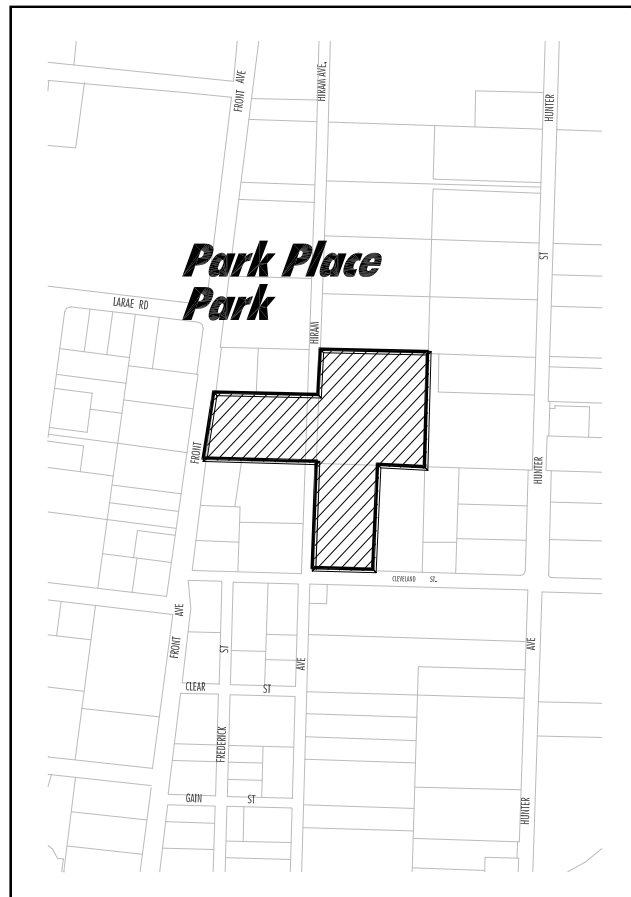 FRONT AVE
HIRAM AVE.
HUNTER
ST
Park Place
Park
LARAE RD
HIRAM
FRONT
HUNTER
CLEVELAND ST.
FRONT AVE
ST
AVE
AVE
CLEAR ST
FREDERICK
GAIN ST
HUNTER